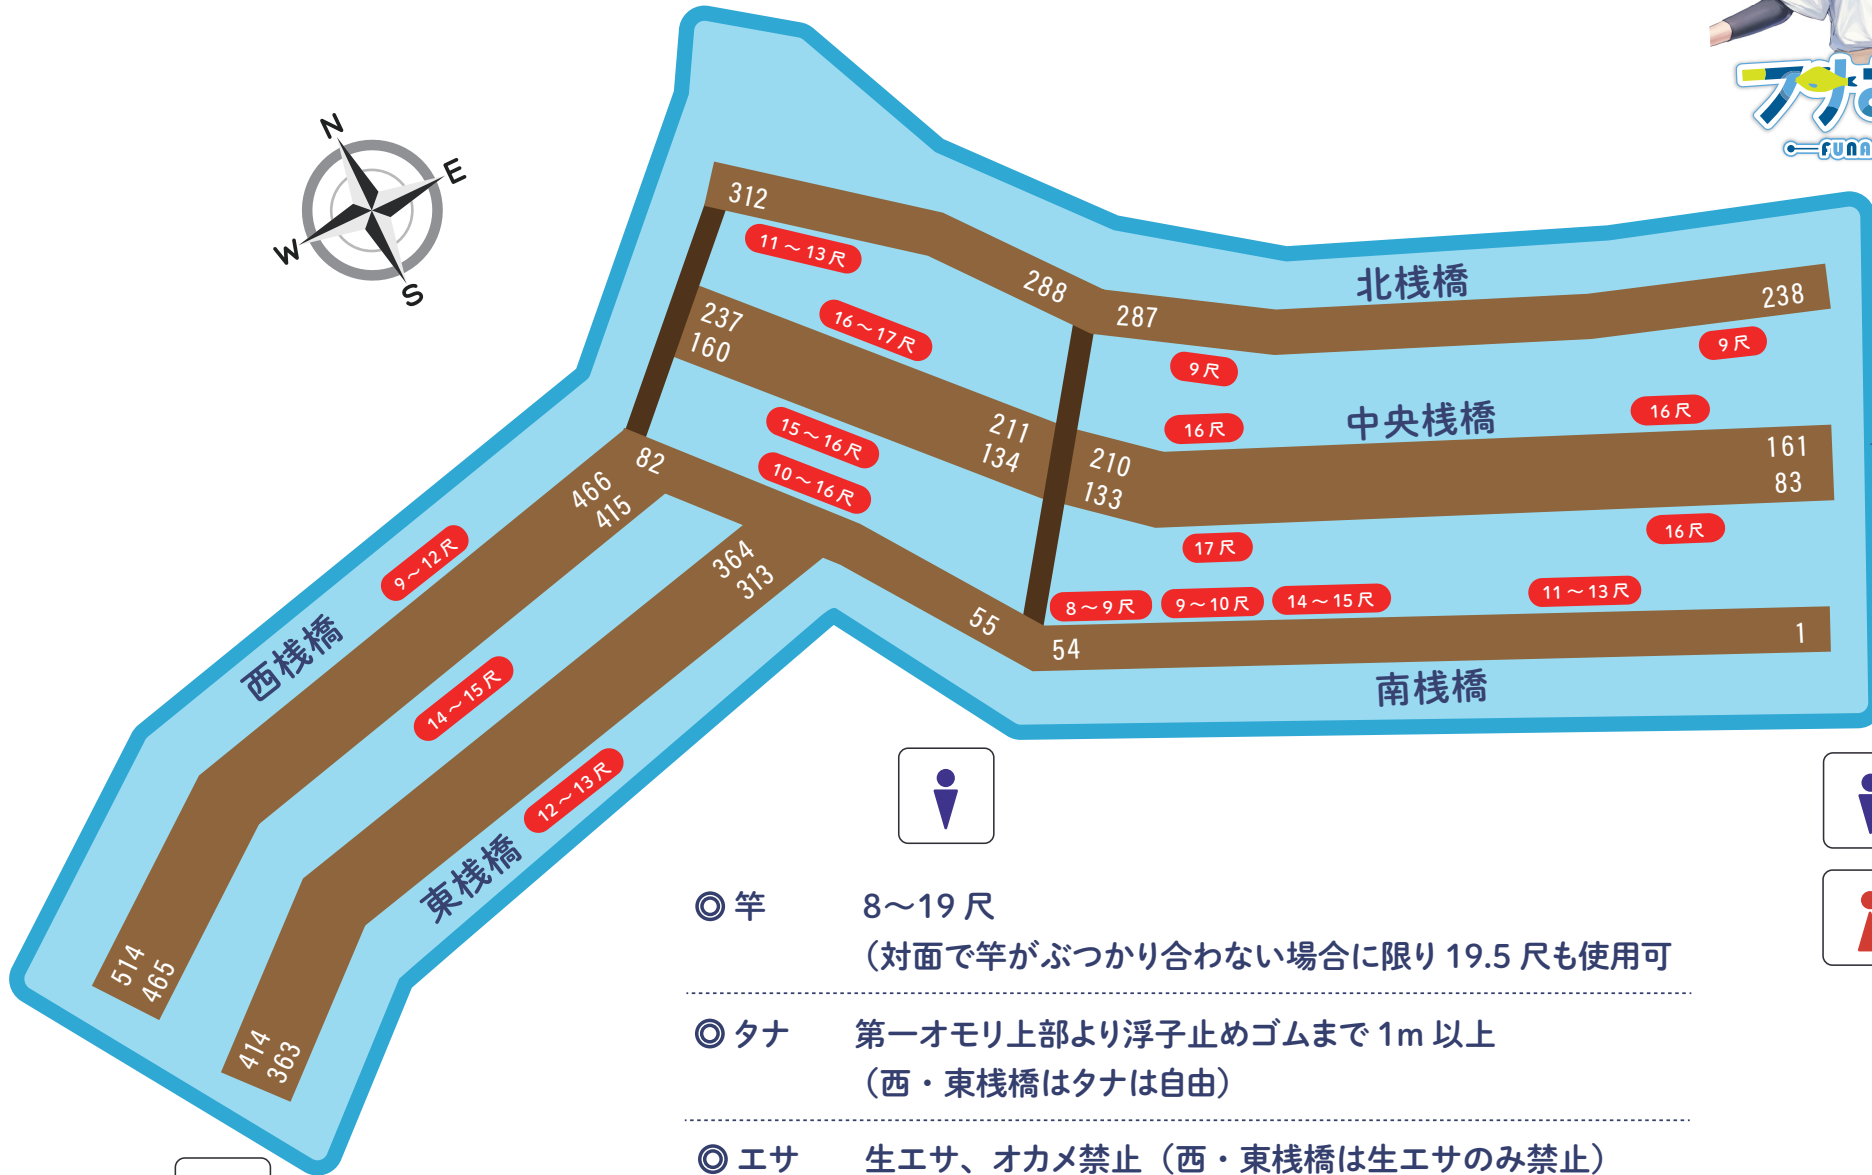 フナ
FUNA
N
E
W
S
312
11～13尺
288
287
北桟橋
238
237
160
16～17尺
9尺
9尺
211
134
15～16尺
10～16尺
16尺
中央桟橋
16尺
210
133
161
83
82
466
415
17尺
16尺
364
313
9～12尺
西桟橋
55
54
8～9尺
9～10尺
14～15尺
11～13尺
1
南桟橋
14～15尺
12～13尺
東桟橋
514
465
414
363
◎竿 8～19尺
（対面で竿がぶつかり合わない場合に限り19.5尺も使用可
◎タナ 第一オモリ上部より浮子止めゴムまで1m以上
（西・東桟橋はタナは自由）
◎エサ 生エサ、オカメ禁止（西・東桟橋は生エサのみ禁止）